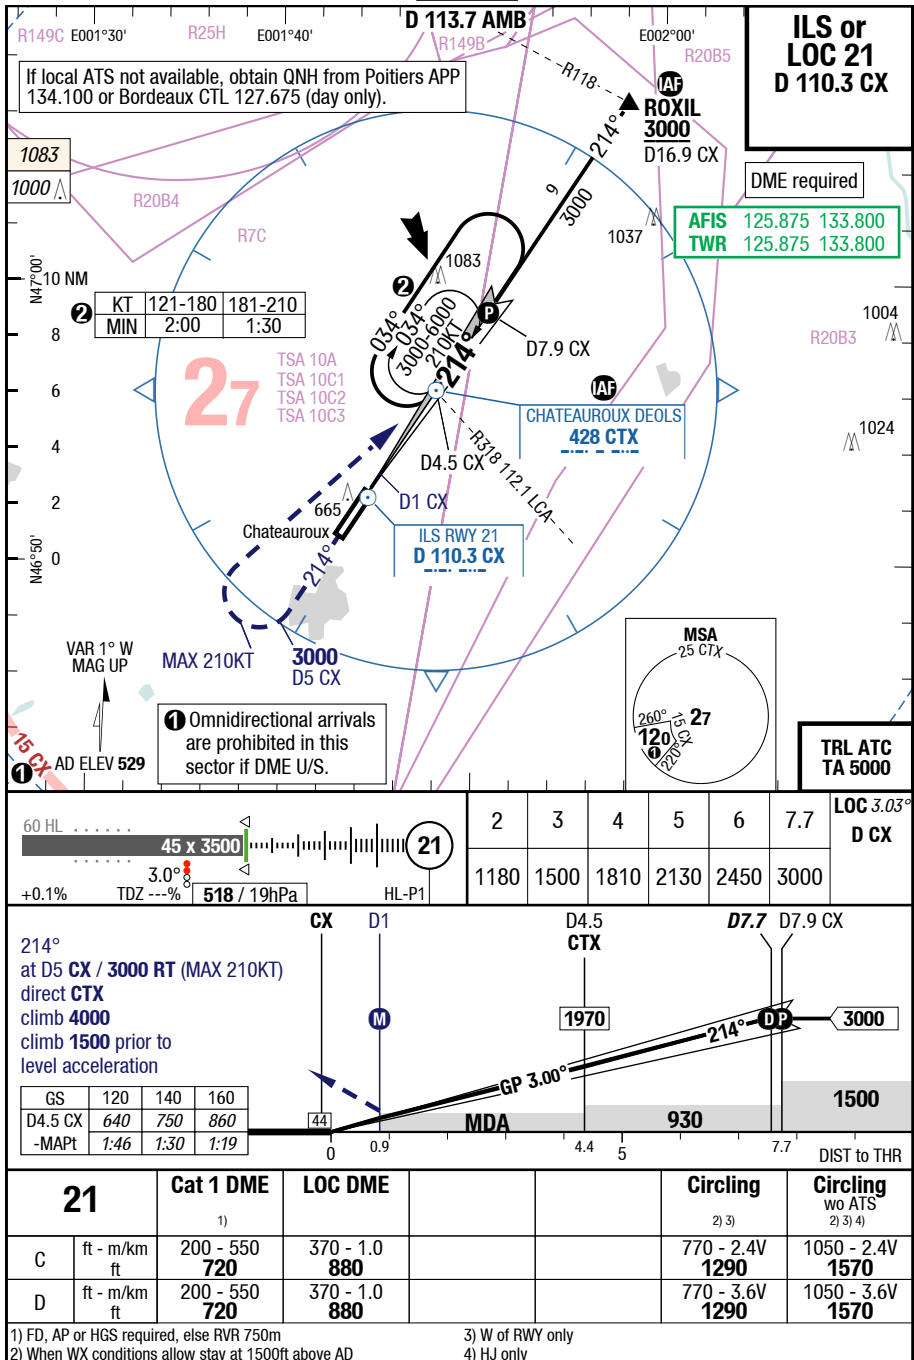 D 113.7 AMB
R149C
E001°30'
R25H
E001°40'
R149B
E002°00'
R20B5
ILS or
LOC 21
D 110.3 CX
If local ATS not available, obtain QNH from Poitiers APP
134.100 or Bordeaux CTL 127.675 (day only).
R118
IAF
ROXIL
3000
D16.9 CX
214°
1083
1000
DME required
R20B4
9
3000
R7C
1037
AFIS 125.875 133.800
TWR 125.875 133.800
N47°00'
10 NM
1083
2
2
KT 121-180 181-210
MIN 2:00 1:30
034°
034°
3000-6000
210KT
214°
P
D7.9 CX
1004
R20B3
8
27
TSA 10A
TSA 10C1
TSA 10C2
TSA 10C3
6
IAF
CHATEAUROUX DEOLS
428 CTX
1024
4
D4.5 CX
R318 112.1 LCA
2
665
D1 CX
Chateauroux
ILS RWY 21
D 110.3 CX
N46°50'
0
214°
VAR 1° W
MAG UP
MAX 210KT
3000
D5 CX
MSA
25 CTX
260°
27
15 CX
120
1
220°
1 Omnidirectional arrivals
are prohibited in this
sector if DME U/S.
15 CX
1
AD ELEV 529
TRL ATC
TA 5000
60 HL
45 x 3500
21
3.0°
+0.1% TDZ ---% 518 / 19hPa HL-P1
2 3 4 5 6 7.7 LOC 3.03°
D CX
1180 1500 1810 2130 2450 3000
CX D1 D4.5 D7.7 D7.9 CX
CTX
214°
at D5 CX / 3000 RT (MAX 210KT)
direct CTX
climb 4000
climb 1500 prior to
level acceleration
M
1970
214°
D P
3000
GP 3.00°
GS 120 140 160
D4.5 CX 640 750 860
-MAPt 1:46 1:30 1:19
44
MDA
930
1500
0 0.9 4.4 5 7.7 DIST to THR
21 Cat 1 DME LOC DME Circling Circling
wo ATS
1) 2) 3) 2) 3) 4)
C ft - m/km 200 - 550 370 - 1.0 770 - 2.4V 1050 - 2.4V
ft 720 880 1290 1570
D ft - m/km 200 - 550 370 - 1.0 770 - 3.6V 1050 - 3.6V
ft 720 880 1290 1570
1) FD, AP or HGS required, else RVR 750m 3) W of RWY only
2) When WX conditions allow stay at 1500ft above AD 4) HJ only